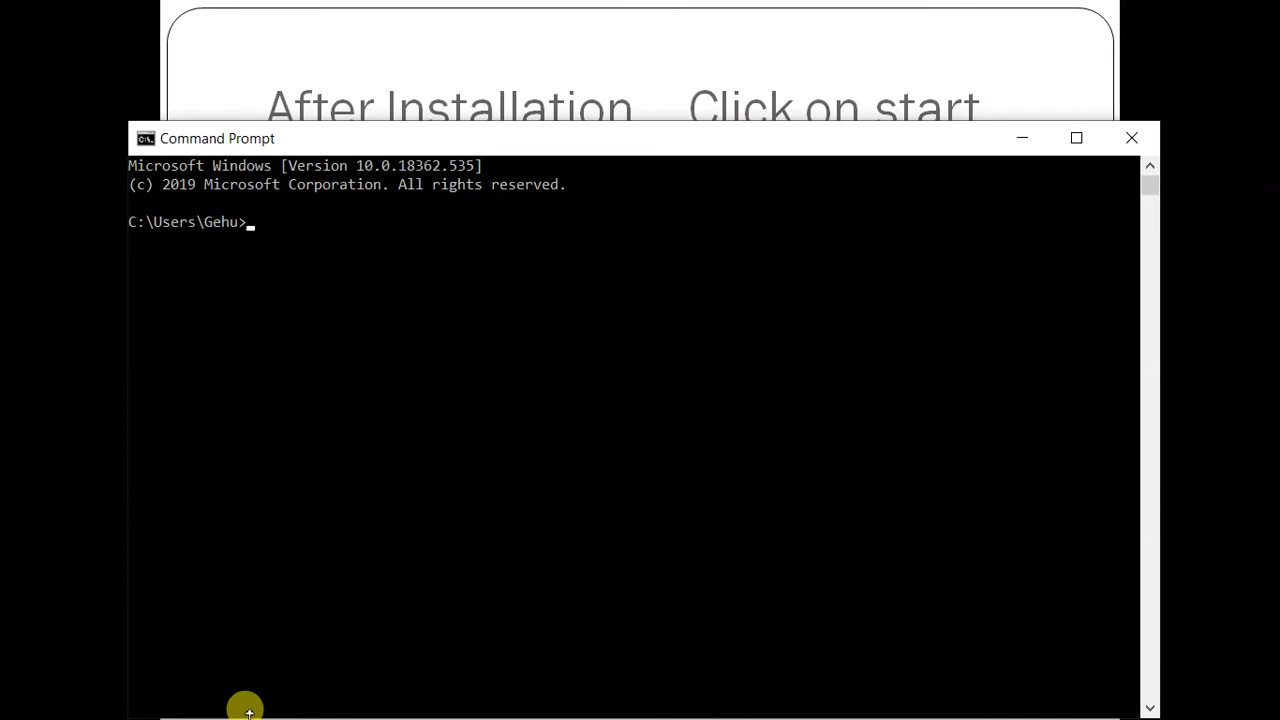 After Installation Click on start
Command Prompt
Microsoft Windows [Version 10.0.18362.535]
(c) 2019 Microsoft Corporation. All rights reserved.
C:\Users\Gehu>